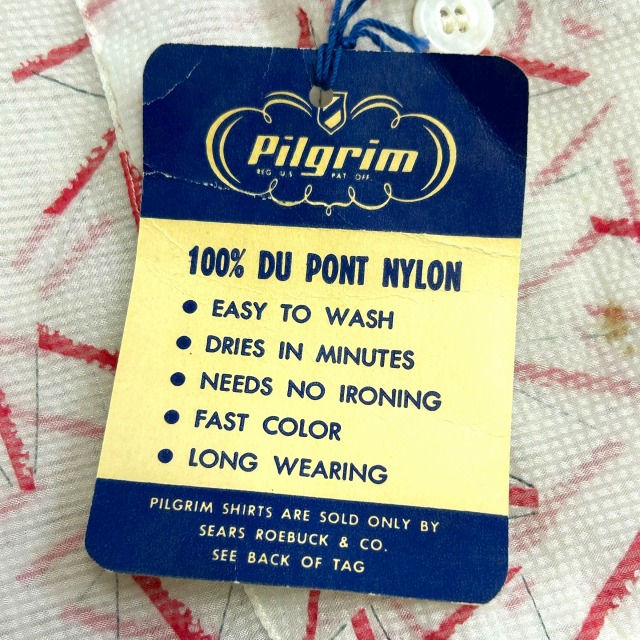 Pilgrim
REG U.S. PAT. OFF.
100% DU PONT NYLON
• EASY TO WASH
• DRIES IN MINUTES
• NEEDS NO IRONING
• FAST COLOR
• LONG WEARING
PILGRIM SHIRTS ARE SOLD ONLY BY
SEARS ROEBUCK & CO.
SEE BACK OF TAG